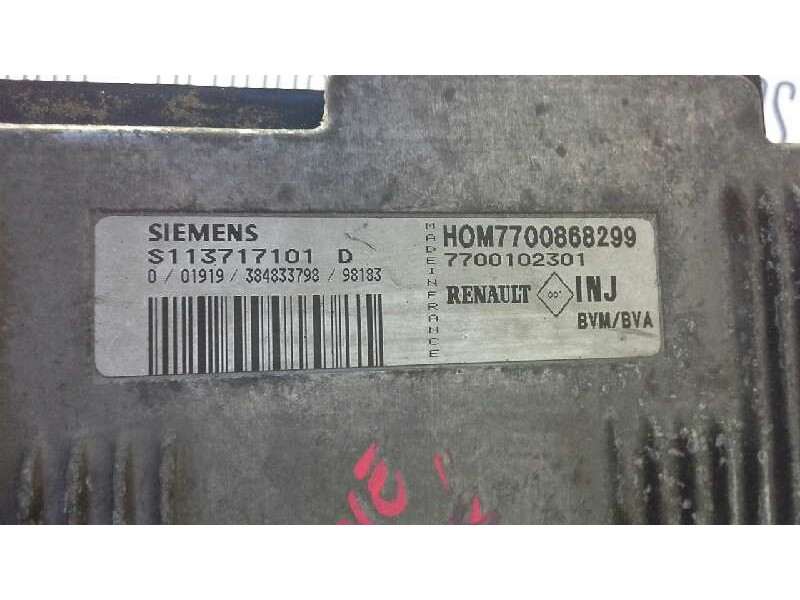 SIEMENS
S113717101 D
0 / 01919 / 384833798 / 98183
MADE IN FRANCE
HOM7700868299
7700102301
RENAULT INJ
BVM/BVA